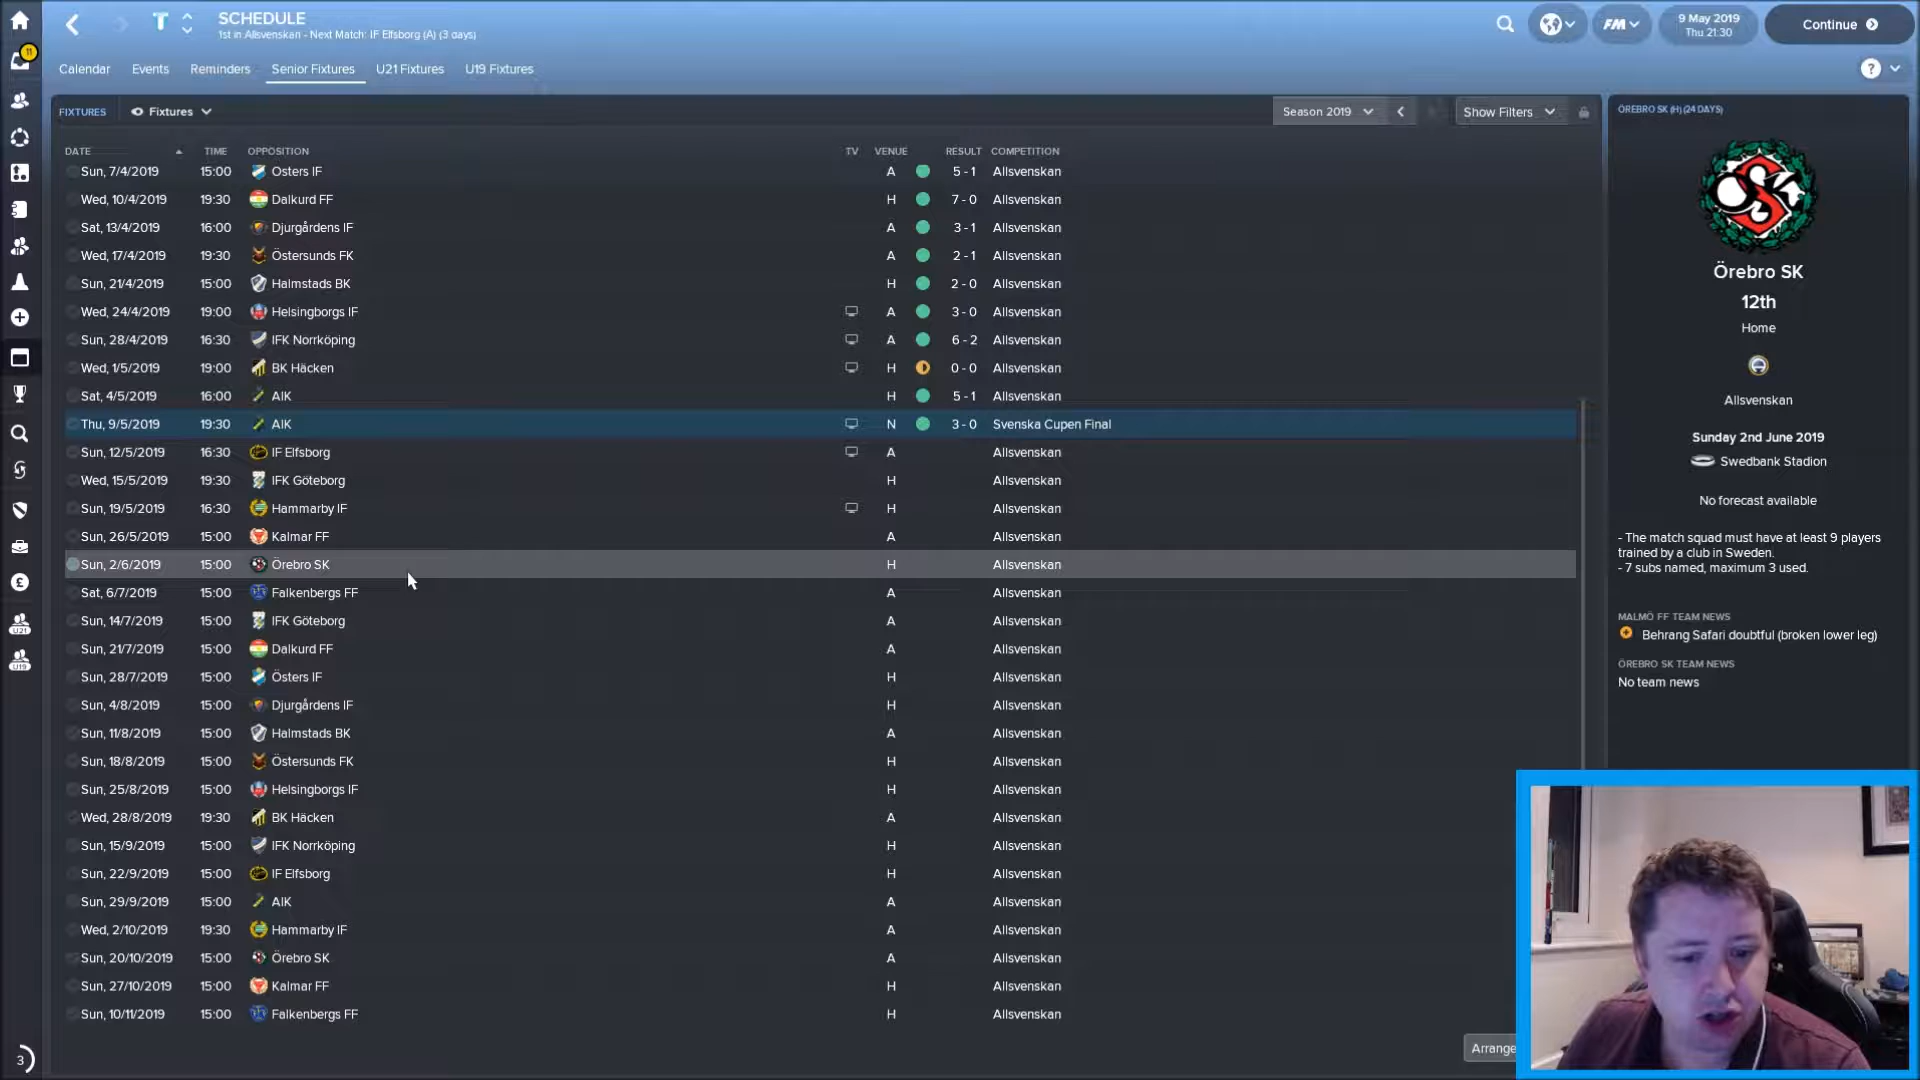 SCHEDULE
1st in Allsvenskan - Next Match: IF Elfsborg (A) (3 days)
11
9 May 2019
Thu 21:30
Continue
FM
Calendar Events Reminders Senior Fixtures U21 Fixtures U19 Fixtures
?
FIXTURES Fixtures Season 2019 Show Filters
DATE TIME OPPOSITION TV VENUE RESULT COMPETITION
Sun, 7/4/2019 15:00 Östers IF A 5 - 1 Allsvenskan
Wed, 10/4/2019 19:30 Dalkurd FF H 7 - 0 Allsvenskan
Sat, 13/4/2019 16:00 Djurgårdens IF A 3 - 1 Allsvenskan
Wed, 17/4/2019 19:30 Östersunds FK A 2 - 1 Allsvenskan
Sun, 21/4/2019 15:00 Halmstads BK H 2 - 0 Allsvenskan
Wed, 24/4/2019 19:00 Helsingborgs IF A 3 - 0 Allsvenskan
Sun, 28/4/2019 16:30 IFK Norrköping A 6 - 2 Allsvenskan
Wed, 1/5/2019 19:00 BK Häcken H 0 - 0 Allsvenskan
Sat, 4/5/2019 16:00 AIK H 5 - 1 Allsvenskan
Thu, 9/5/2019 19:30 AIK N 3 - 0 Svenska Cupen Final
Sun, 12/5/2019 16:30 IF Elfsborg A Allsvenskan
Wed, 15/5/2019 19:30 IFK Göteborg H Allsvenskan
Sun, 19/5/2019 16:30 Hammarby IF H Allsvenskan
Sun, 26/5/2019 15:00 Kalmar FF A Allsvenskan
Sun, 2/6/2019 15:00 Örebro SK H Allsvenskan
Sat, 6/7/2019 15:00 Falkenbergs FF A Allsvenskan
Sun, 14/7/2019 15:00 IFK Göteborg A Allsvenskan
Sun, 21/7/2019 15:00 Dalkurd FF A Allsvenskan
Sun, 28/7/2019 15:00 Östers IF H Allsvenskan
Sun, 4/8/2019 15:00 Djurgårdens IF H Allsvenskan
Sun, 11/8/2019 15:00 Halmstads BK A Allsvenskan
Sun, 18/8/2019 15:00 Östersunds FK H Allsvenskan
Sun, 25/8/2019 15:00 Helsingborgs IF H Allsvenskan
Wed, 28/8/2019 19:30 BK Häcken A Allsvenskan
Sun, 15/9/2019 15:00 IFK Norrköping H Allsvenskan
Sun, 22/9/2019 15:00 IF Elfsborg H Allsvenskan
Sun, 29/9/2019 15:00 AIK A Allsvenskan
Wed, 2/10/2019 19:30 Hammarby IF A Allsvenskan
Sun, 20/10/2019 15:00 Örebro SK A Allsvenskan
Sun, 27/10/2019 15:00 Kalmar FF H Allsvenskan
Sun, 10/11/2019 15:00 Falkenbergs FF H Allsvenskan
Arrange
ÖREBRO SK (H) (24 DAYS)
ÖSK
Örebro SK
12th
Home
Allsvenskan
Sunday 2nd June 2019
Swedbank Stadion
No forecast available
- The match squad must have at least 9 players
trained by a club in Sweden.
- 7 subs named, maximum 3 used.
MALMÖ FF TEAM NEWS
Behrang Safari doubtful (broken lower leg)
ÖREBRO SK TEAM NEWS
No team news
U21
U19
3